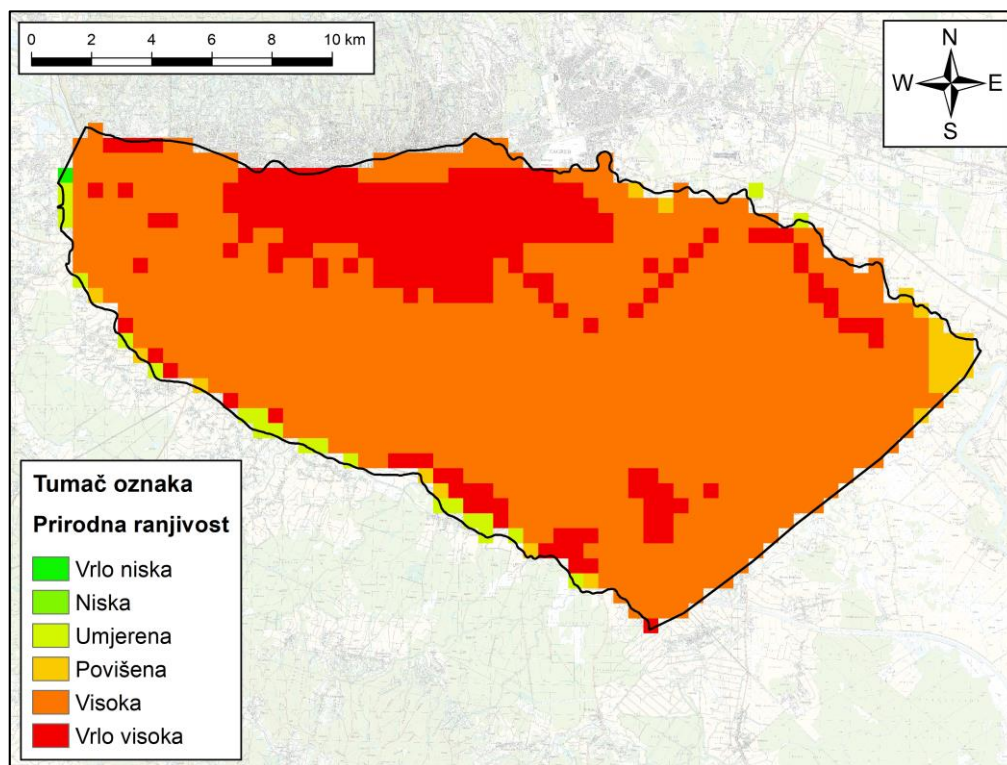 0 2 4 6 8 10 km
N
W E
S
Tumač oznaka
Prirodna ranjivost
Vrlo niska
Niska
Umjerena
Povišena
Visoka
Vrlo visoka